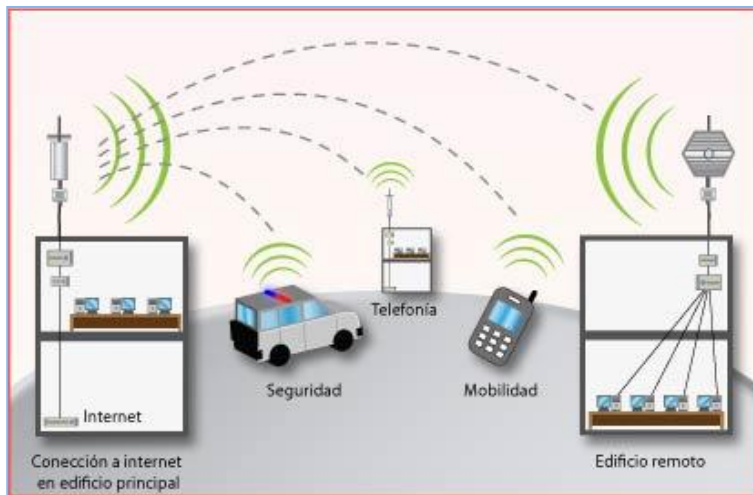 Telefonía
Seguridad
Mobilidad
Internet
Conección a internet
en edificio principal
Edificio remoto